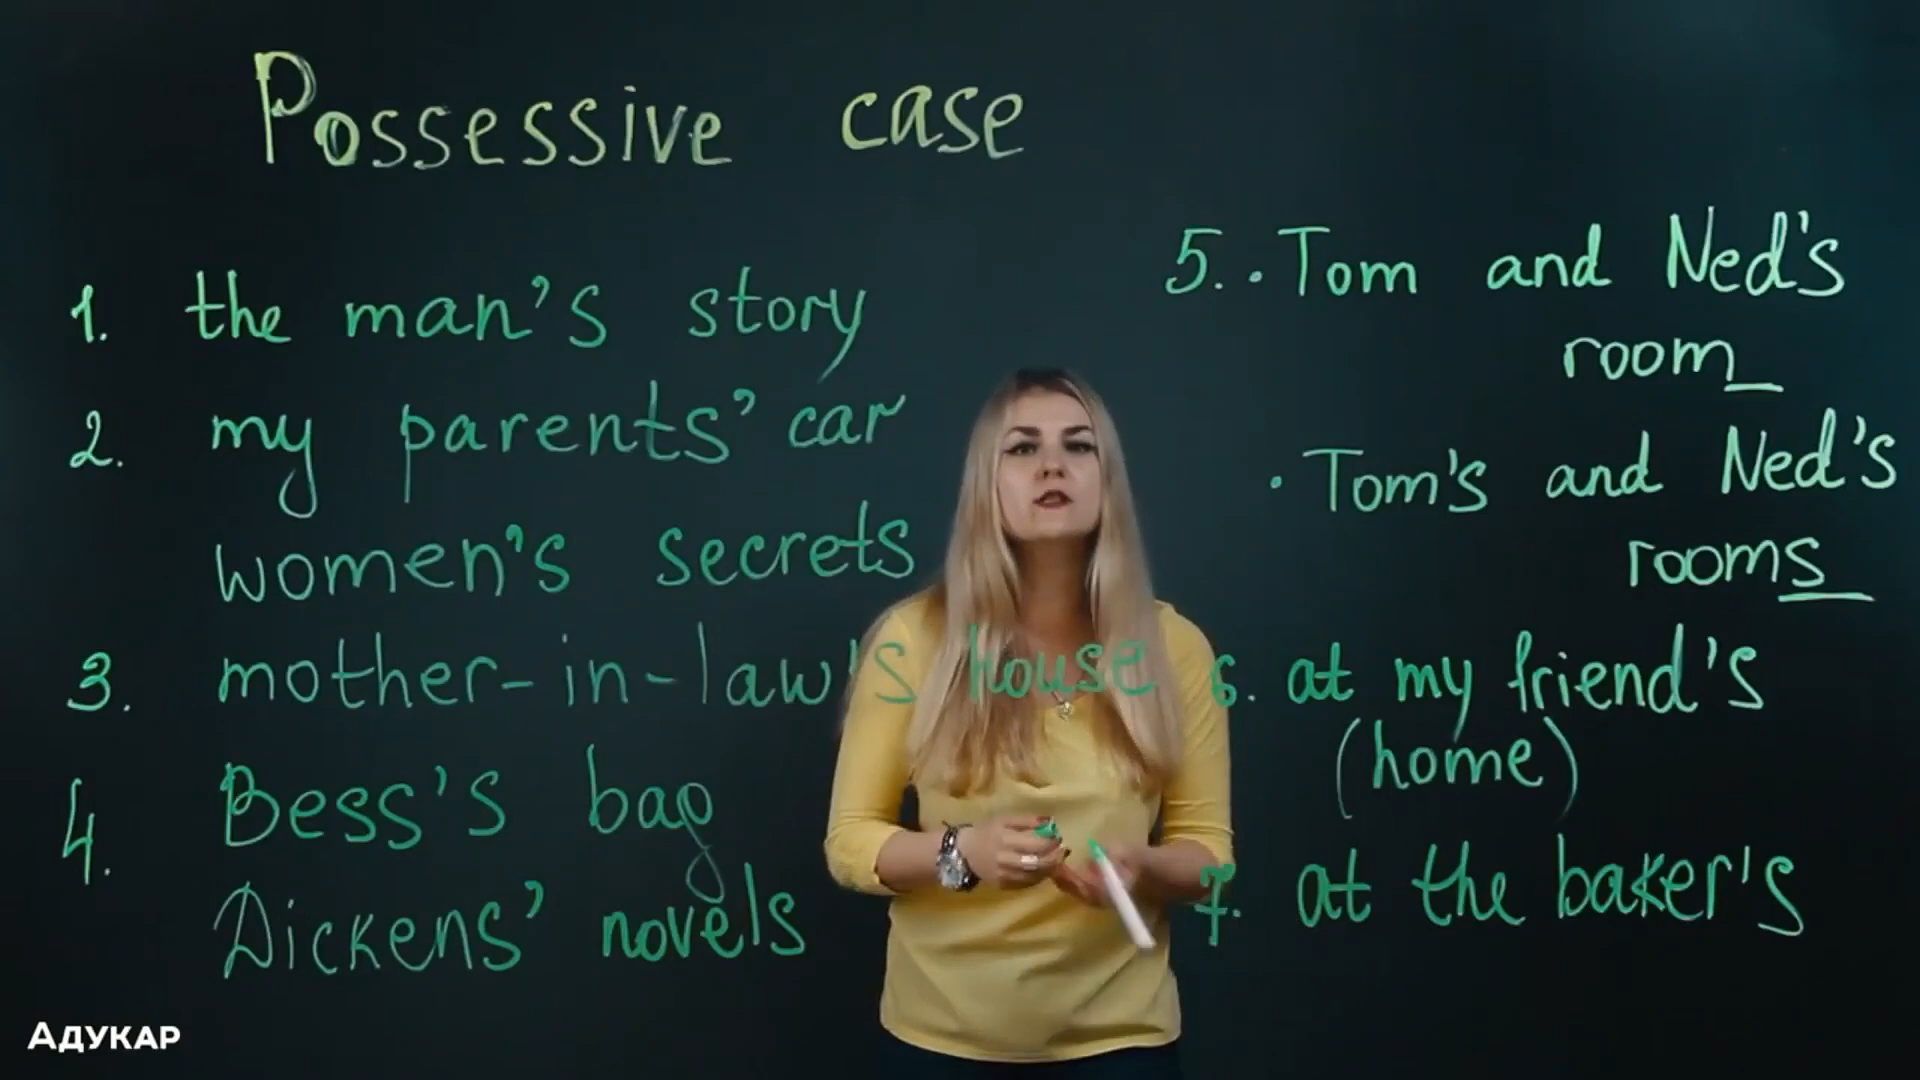 Possessive case
1. the man's story
2. my parents' car
women's secrets
3. mother-in-law's house
4. Bess's bag
Dickens' novels
5. · Tom and Ned's
room_
· Tom's and Ned's
rooms
6. at my friend's
(home)
7. at the baker's
АДУКАР